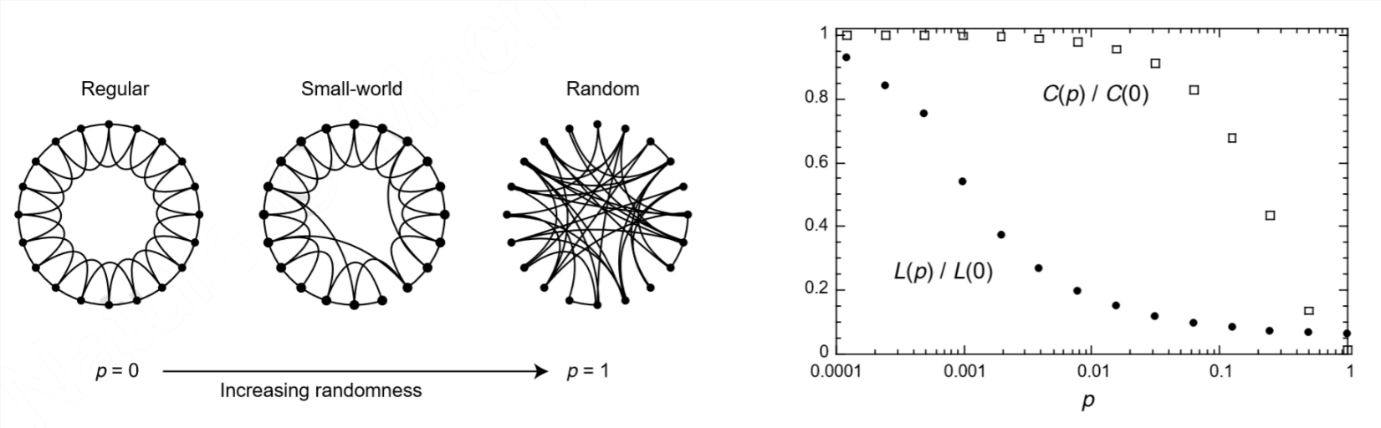 Regular
Small-world
Random
p = 0
Increasing randomness
p = 1
1
0.8
0.6
0.4
0.2
0
C(p) / C(0)
L(p) / L(0)
0.0001
0.001
0.01
0.1
1
p